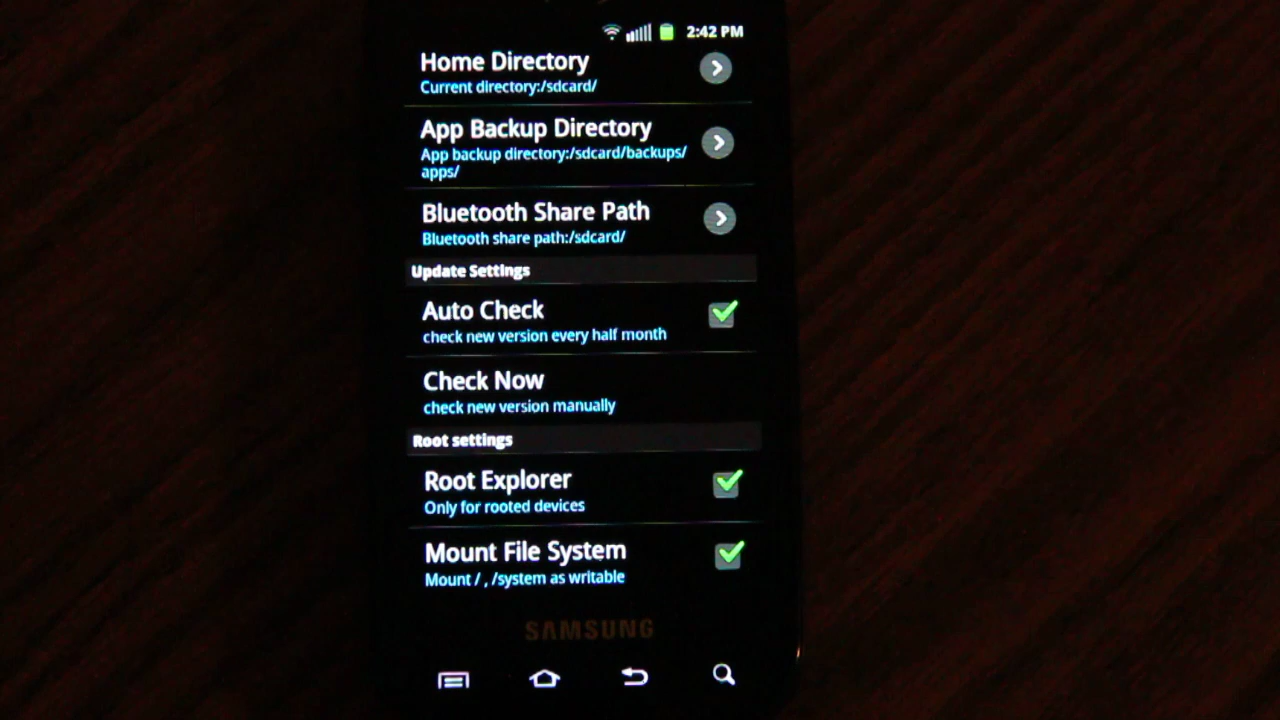 2:42 PM
Home Directory
Current directory:/sdcard/
App Backup Directory
App backup directory:/sdcard/backups/
apps/
Bluetooth Share Path
Bluetooth share path:/sdcard/
Update Settings
Auto Check
check new version every half month
Check Now
check new version manually
Root settings
Root Explorer
Only for rooted devices
Mount File System
Mount / , /system as writable
SAMSUNG